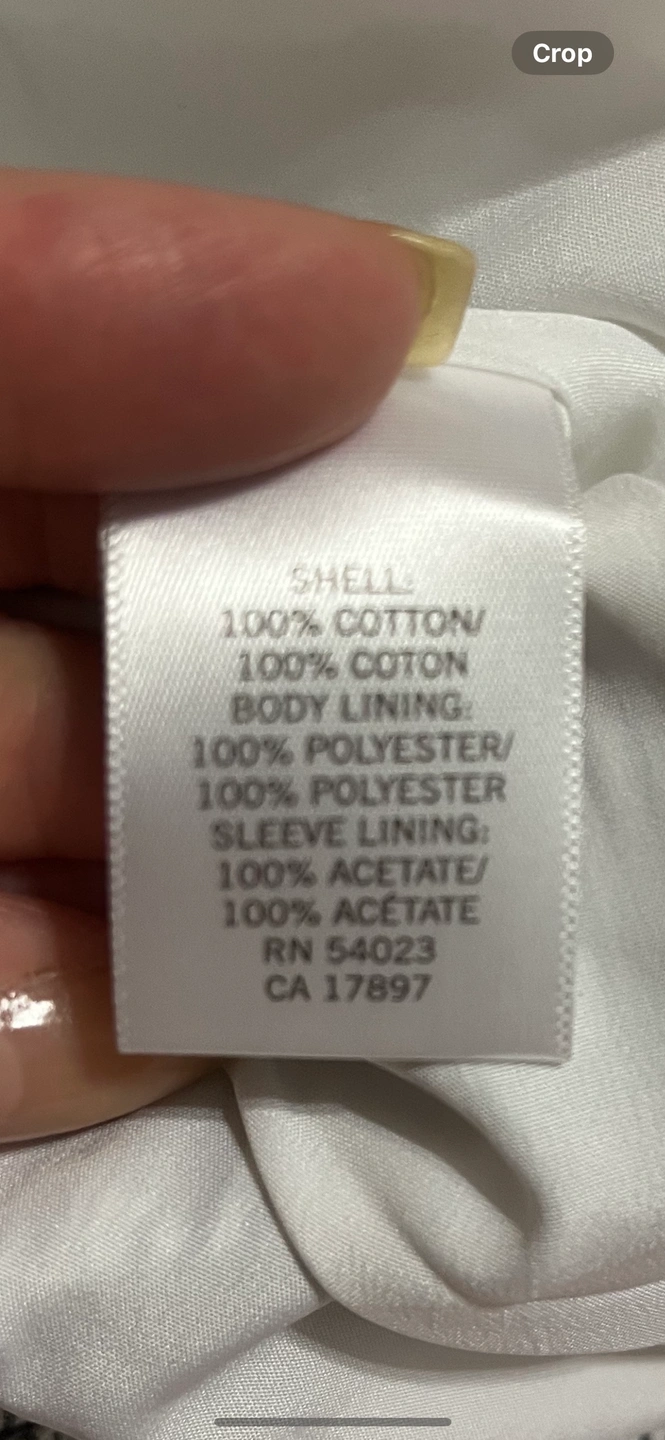 Crop
SHELL:
100% COTTON/
100% COTON
BODY LINING:
100% POLYESTER/
100% POLYESTER
SLEEVE LINING:
100% ACETATE/
100% ACÉTATE
RN 54023
CA 17897